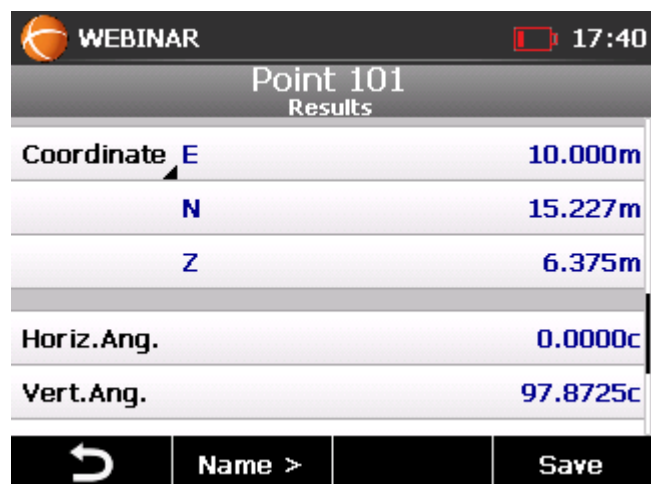 WEBINAR 17:40
Point 101
Results
Coordinate E 10.000m
N 15.227m
Z 6.375m
Horiz.Ang. 0.0000c
Vert.Ang. 97.8725c
Name > Save